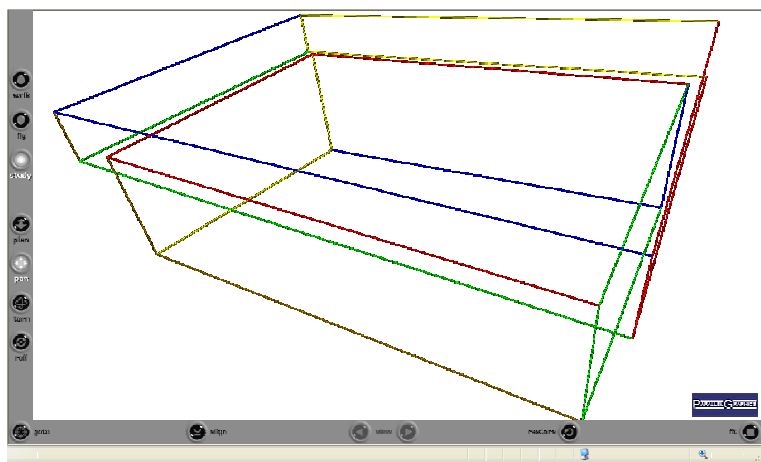 walk
fly
study
plan
pan
turn
roll
goto
align
view
restore
fit